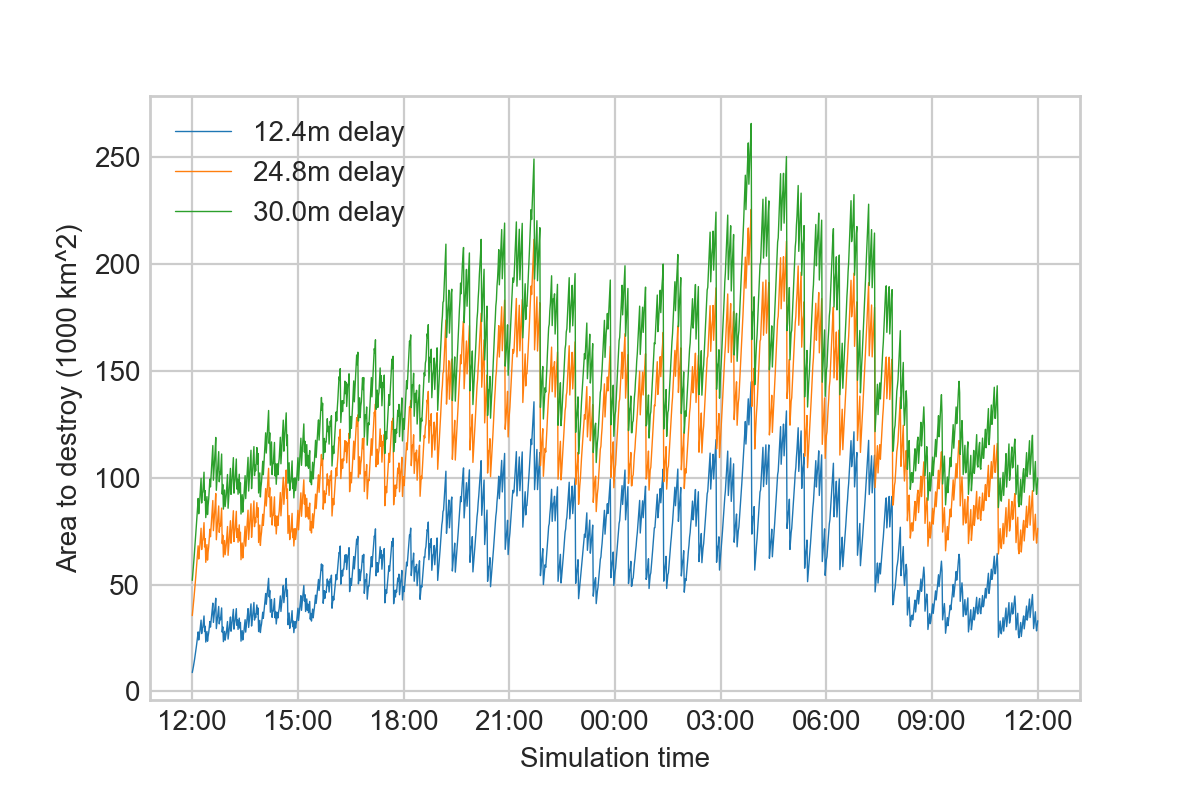 12.4m delay
24.8m delay
30.0m delay
250
200
150
100
50
0
Area to destroy (1000 km^2)
12:00 15:00 18:00 21:00 00:00 03:00 06:00 09:00 12:00
Simulation time